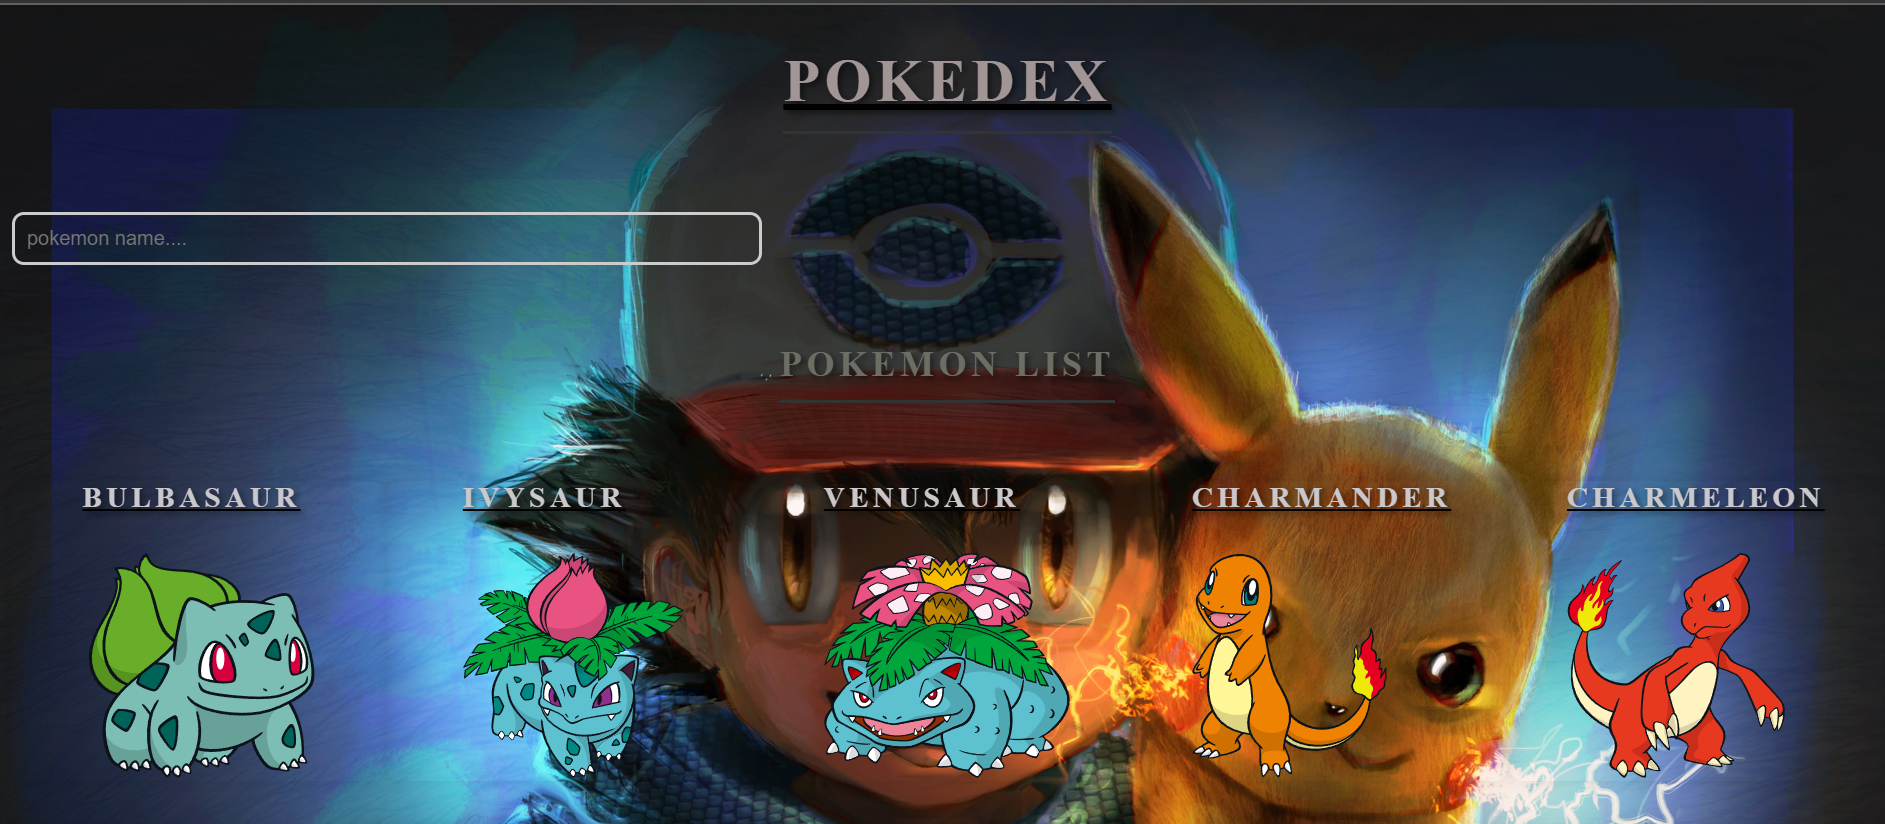 POKEDEX
pokemon name....
POKEMON LIST
BULBASAUR
IVYSAUR
VENUSAUR
CHARMANDER
CHARMELEON